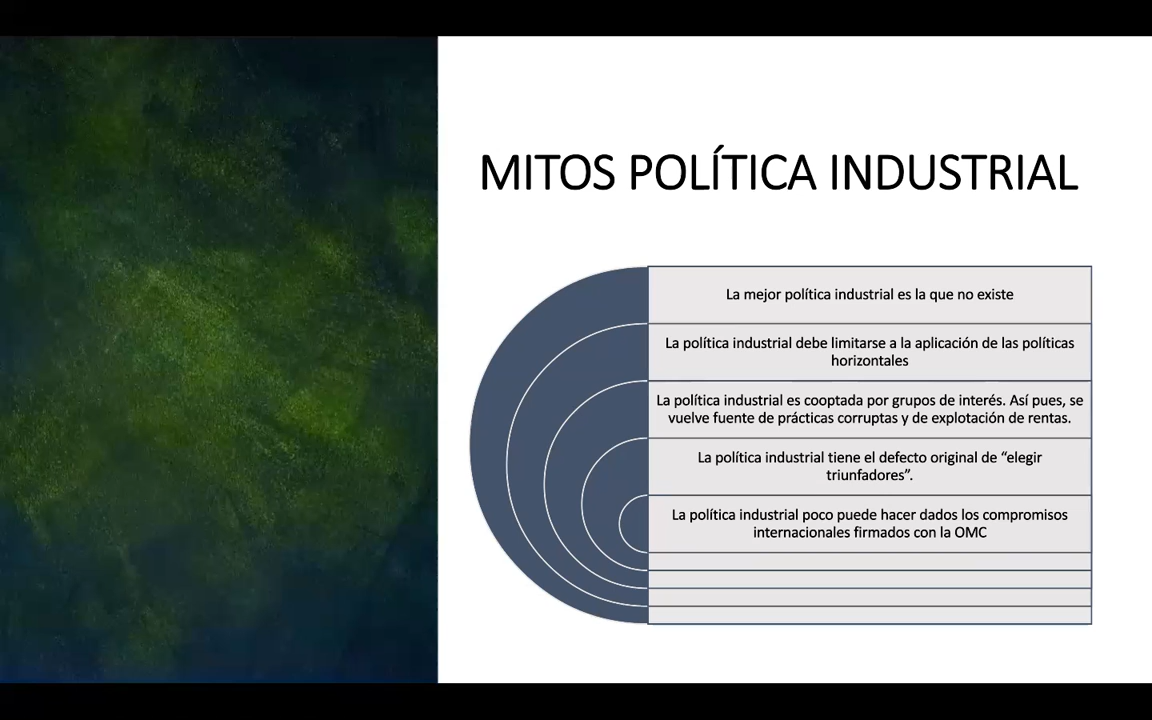 MITOS POLÍTICA INDUSTRIAL
La mejor política industrial es la que no existe
La política industrial debe limitarse a la aplicación de las políticas
horizontales
La política industrial es cooptada por grupos de interés. Así pues, se
vuelve fuente de prácticas corruptas y de explotación de rentas.
La política industrial tiene el defecto original de “elegir
triunfadores”.
La política industrial poco puede hacer dados los compromisos
internacionales firmados con la OMC